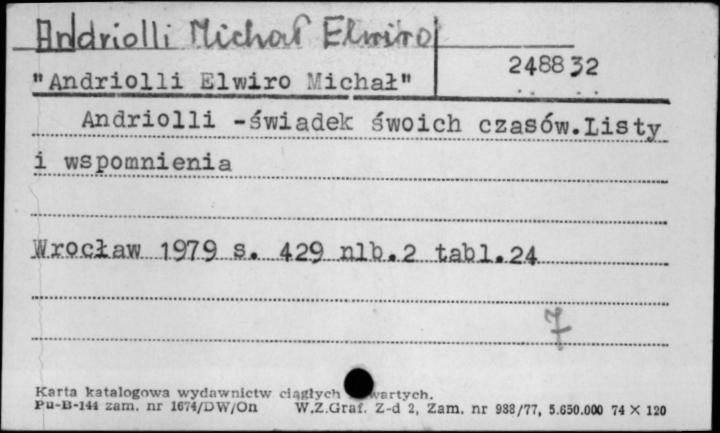 Andriolli Michał Elwiro
"Andriolli Elwiro Michał"
248832
Andriolli -świadek śwoich czasów.Listy
i wspomnienia
Wrocław 1979 s. 429 nlb.2 tabl.24
7
Karta katalogowa wydawnictw ciągłych wartych.
Pu-B-144 zam. nr 1674/DW/On W.Z.Graf. Z-d 2, Zam. nr 988/77, 5.650.000 74 × 120